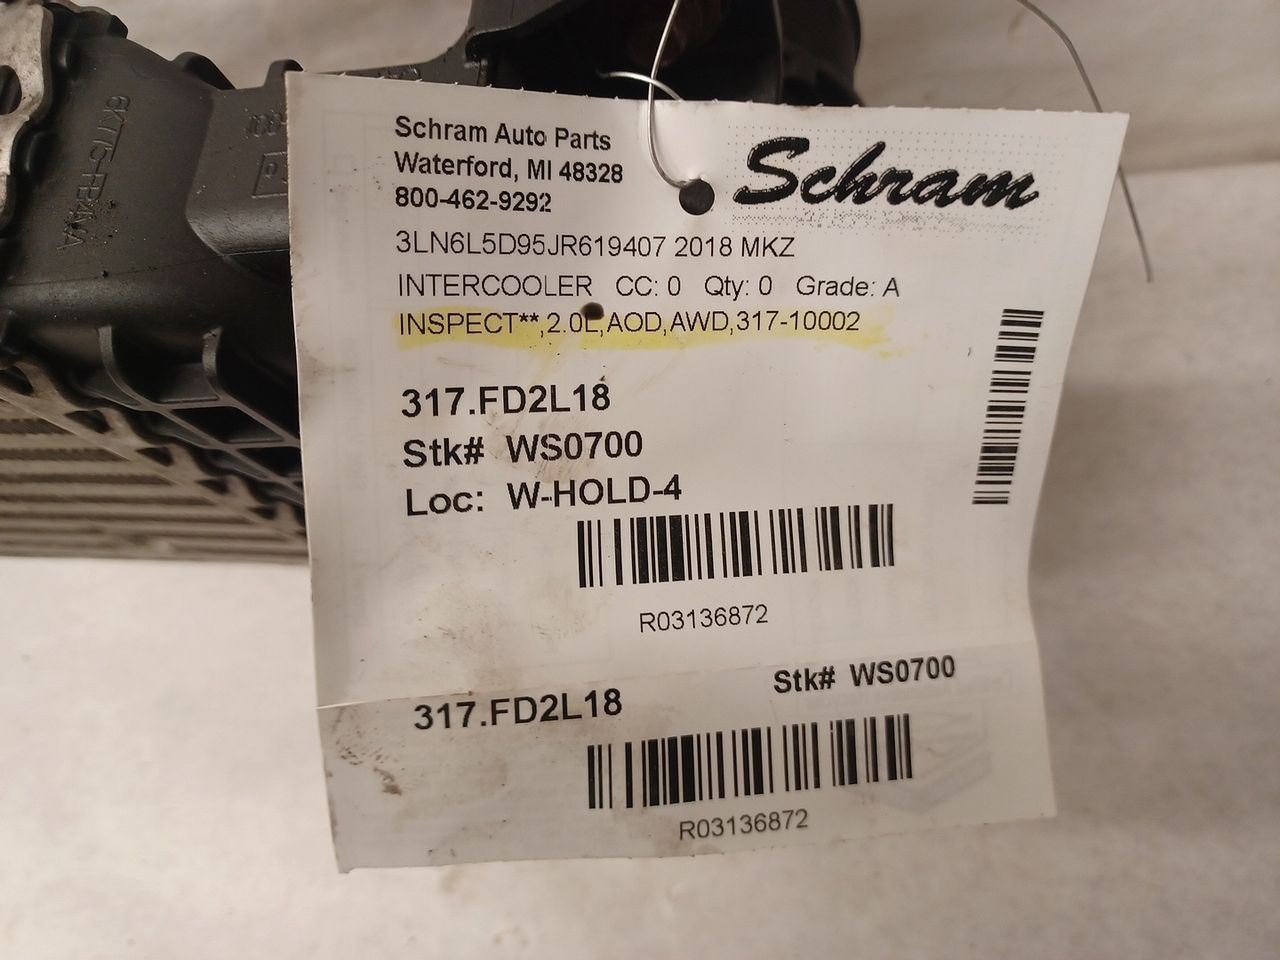 Schram Auto Parts
Waterford, MI 48328
800-462-9292
Schram
3LN6L5D95JR619407 2018 MKZ
INTERCOOLER CC: 0 Qty: 0 Grade: A
INSPECT**,2.0L,AOD,AWD,317-10002
317.FD2L18
Stk# WS0700
Loc: W-HOLD-4
R03136872
317.FD2L18
Stk# WS0700
R03136872